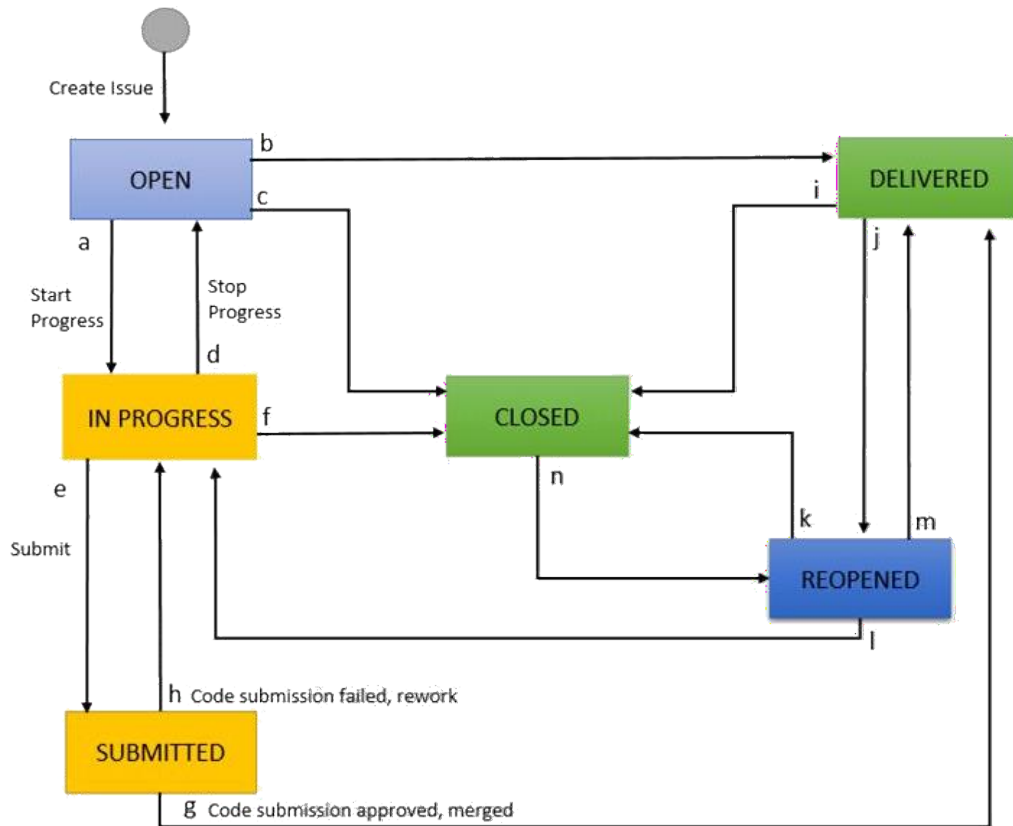 Create Issue
OPEN
b
DELIVERED
c
i
a
j
Start
Progress
Stop
Progress
d
IN PROGRESS
f
CLOSED
e
n
k
m
Submit
REOPENED
l
h Code submission failed, rework
SUBMITTED
g Code submission approved, merged